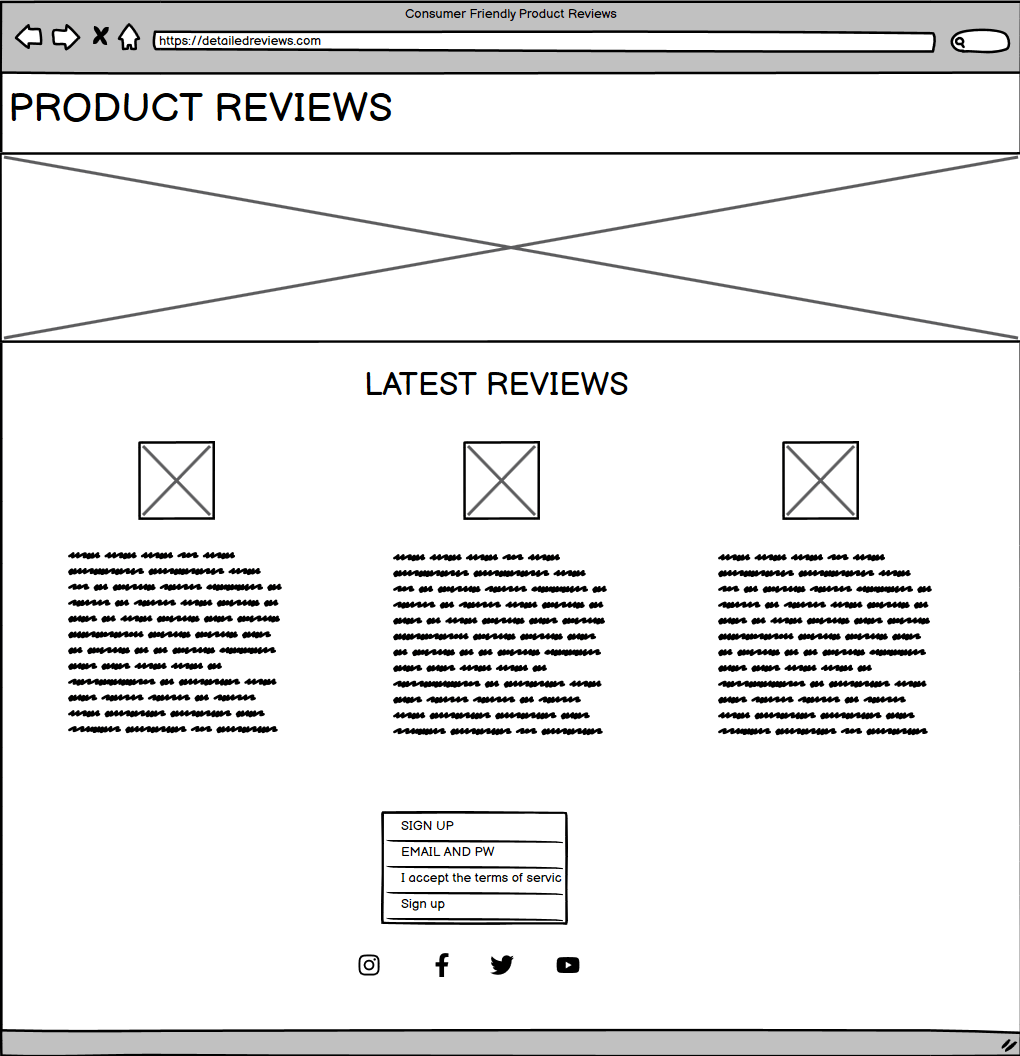 Consumer Friendly Product Reviews
https://detailedreviews.com
PRODUCT REVIEWS
LATEST REVIEWS
SIGN UP
EMAIL AND PW
I accept the terms of servic
Sign up